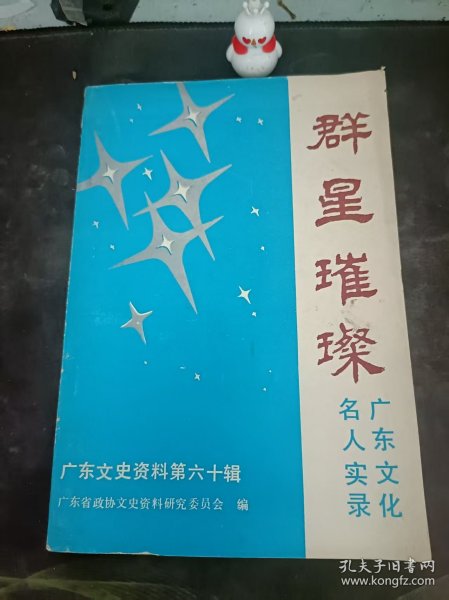 群星璀璨
广东文化
名人实录
广东文史资料第六十辑
广东省政协文史资料研究委员会 编
孔夫子旧书网
www.kongfz.com